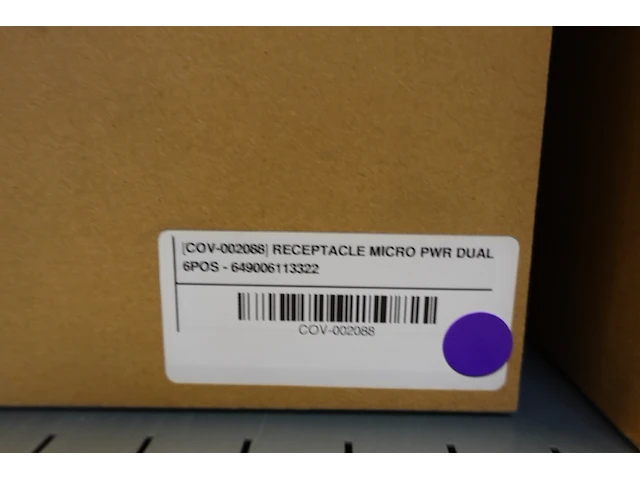 [COV-002088] RECEPTACLE MICRO PWR DUAL
6POS - 649006113322
COV-002088